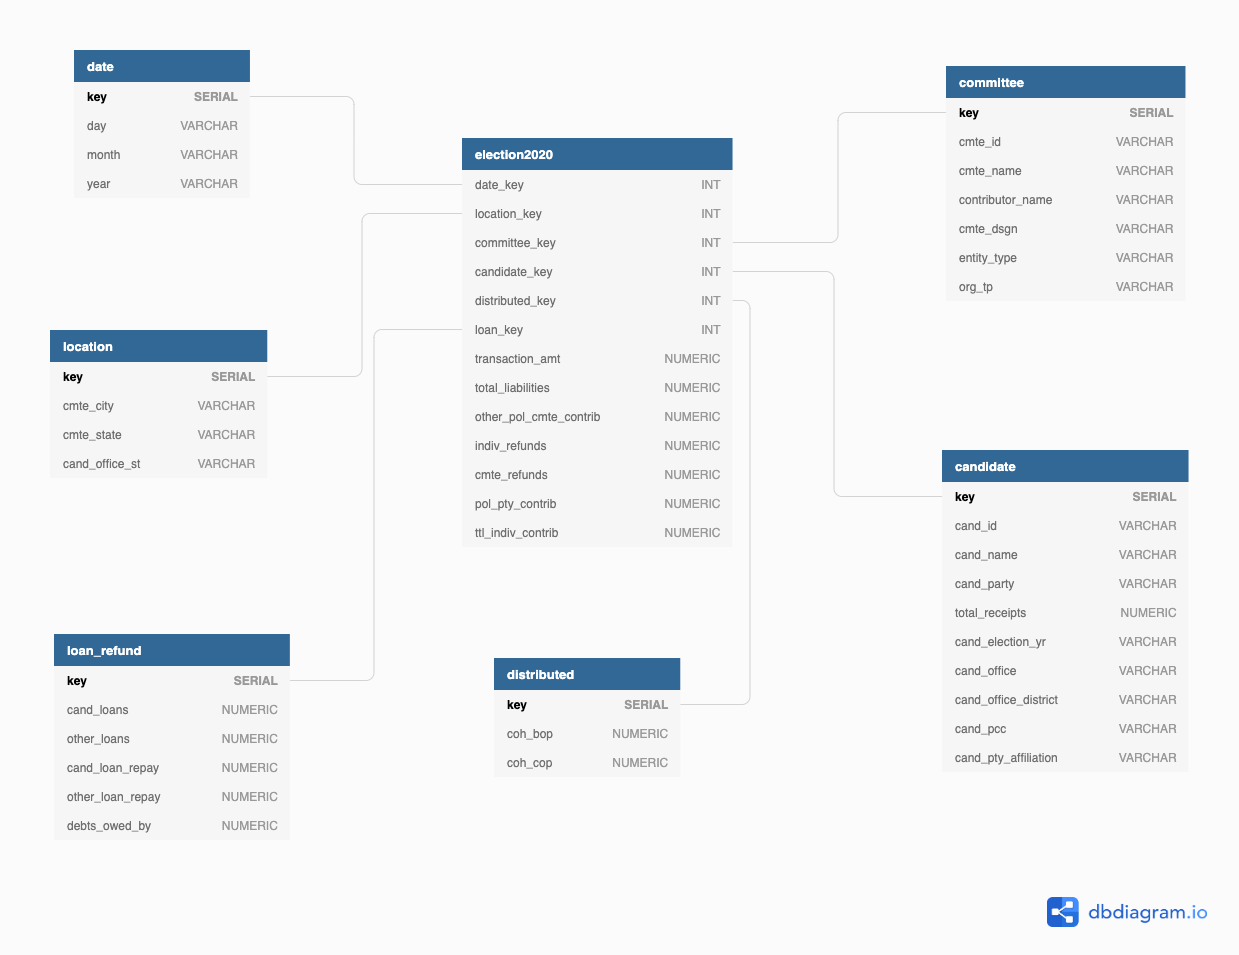 date
key SERIAL
day VARCHAR
month VARCHAR
year VARCHAR
location
key SERIAL
cmte_city VARCHAR
cmte_state VARCHAR
cand_office_st VARCHAR
loan_refund
key SERIAL
cand_loans NUMERIC
other_loans NUMERIC
cand_loan_repay NUMERIC
other_loan_repay NUMERIC
debts_owed_by NUMERIC
election2020
date_key INT
location_key INT
committee_key INT
candidate_key INT
distributed_key INT
loan_key INT
transaction_amt NUMERIC
total_liabilities NUMERIC
other_pol_cmte_contrib NUMERIC
indiv_refunds NUMERIC
cmte_refunds NUMERIC
pol_pty_contrib NUMERIC
ttl_indiv_contrib NUMERIC
distributed
key SERIAL
coh_bop NUMERIC
coh_cop NUMERIC
committee
key SERIAL
cmte_id VARCHAR
cmte_name VARCHAR
contributor_name VARCHAR
cmte_dsgn VARCHAR
entity_type VARCHAR
org_tp VARCHAR
candidate
key SERIAL
cand_id VARCHAR
cand_name VARCHAR
cand_party VARCHAR
total_receipts NUMERIC
cand_election_yr VARCHAR
cand_office VARCHAR
cand_office_district VARCHAR
cand_pcc VARCHAR
cand_pty_affiliation VARCHAR
dbdiagram.io